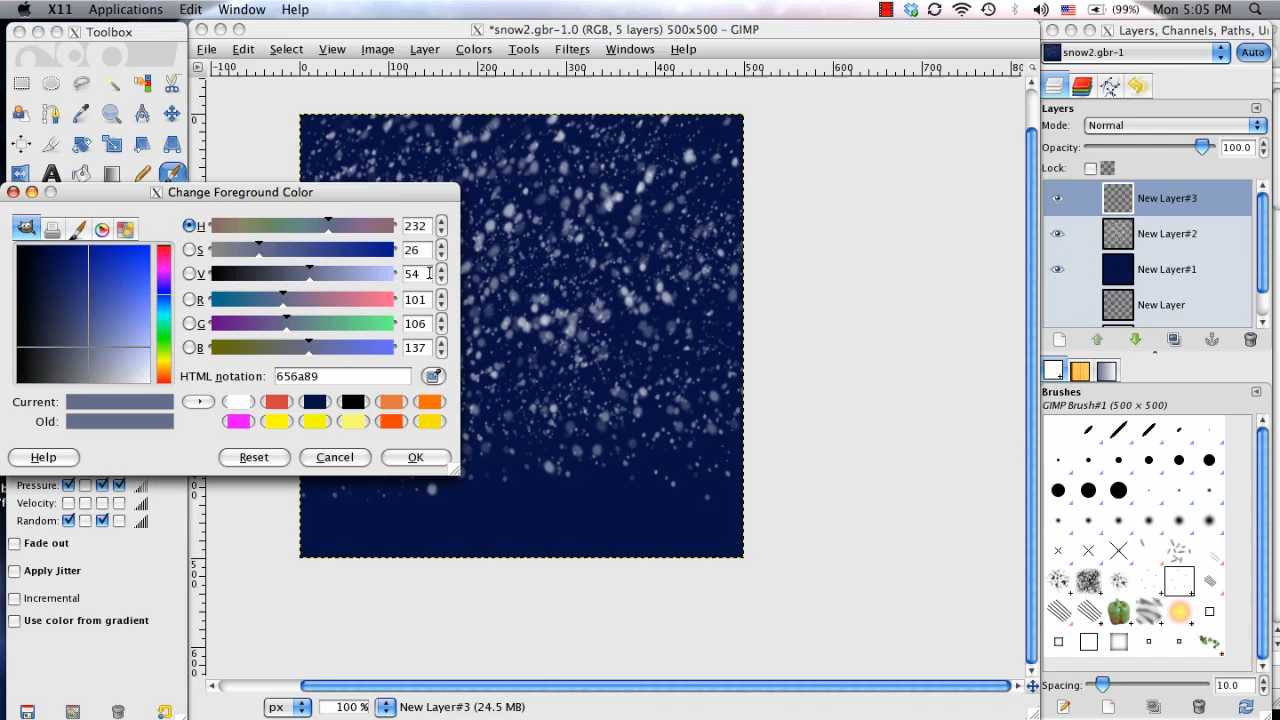 X11 Applications Edit Window Help
(99%) Mon 5:05 PM
Toolbox
*snow2.gbr-1.0 (RGB, 5 layers) 500x500 – GIMP
Layers, Channels, Paths, U
File Edit Select View Image Layer Colors Tools Filters Windows Help
snow2.gbr-1
Auto
-100 0 100 200 300 400 500 600 700 80
Layers
Mode: Normal
Opacity: 100.0
Lock:
Change Foreground Color
New Layer#3
H 232
New Layer#2
S 26
V 54
New Layer#1
R 101
New Layer
G 106
B 137
HTML notation: 656a89
Brushes
Current:
GIMP Brush#1 (500 × 500)
Old:
Help Reset Cancel OK
Pressure:
Velocity:
Random:
Fade out
Apply Jitter
Incremental
Use color from gradient
Spacing: 10.0
px 100 % New Layer#3 (24.5 MB)